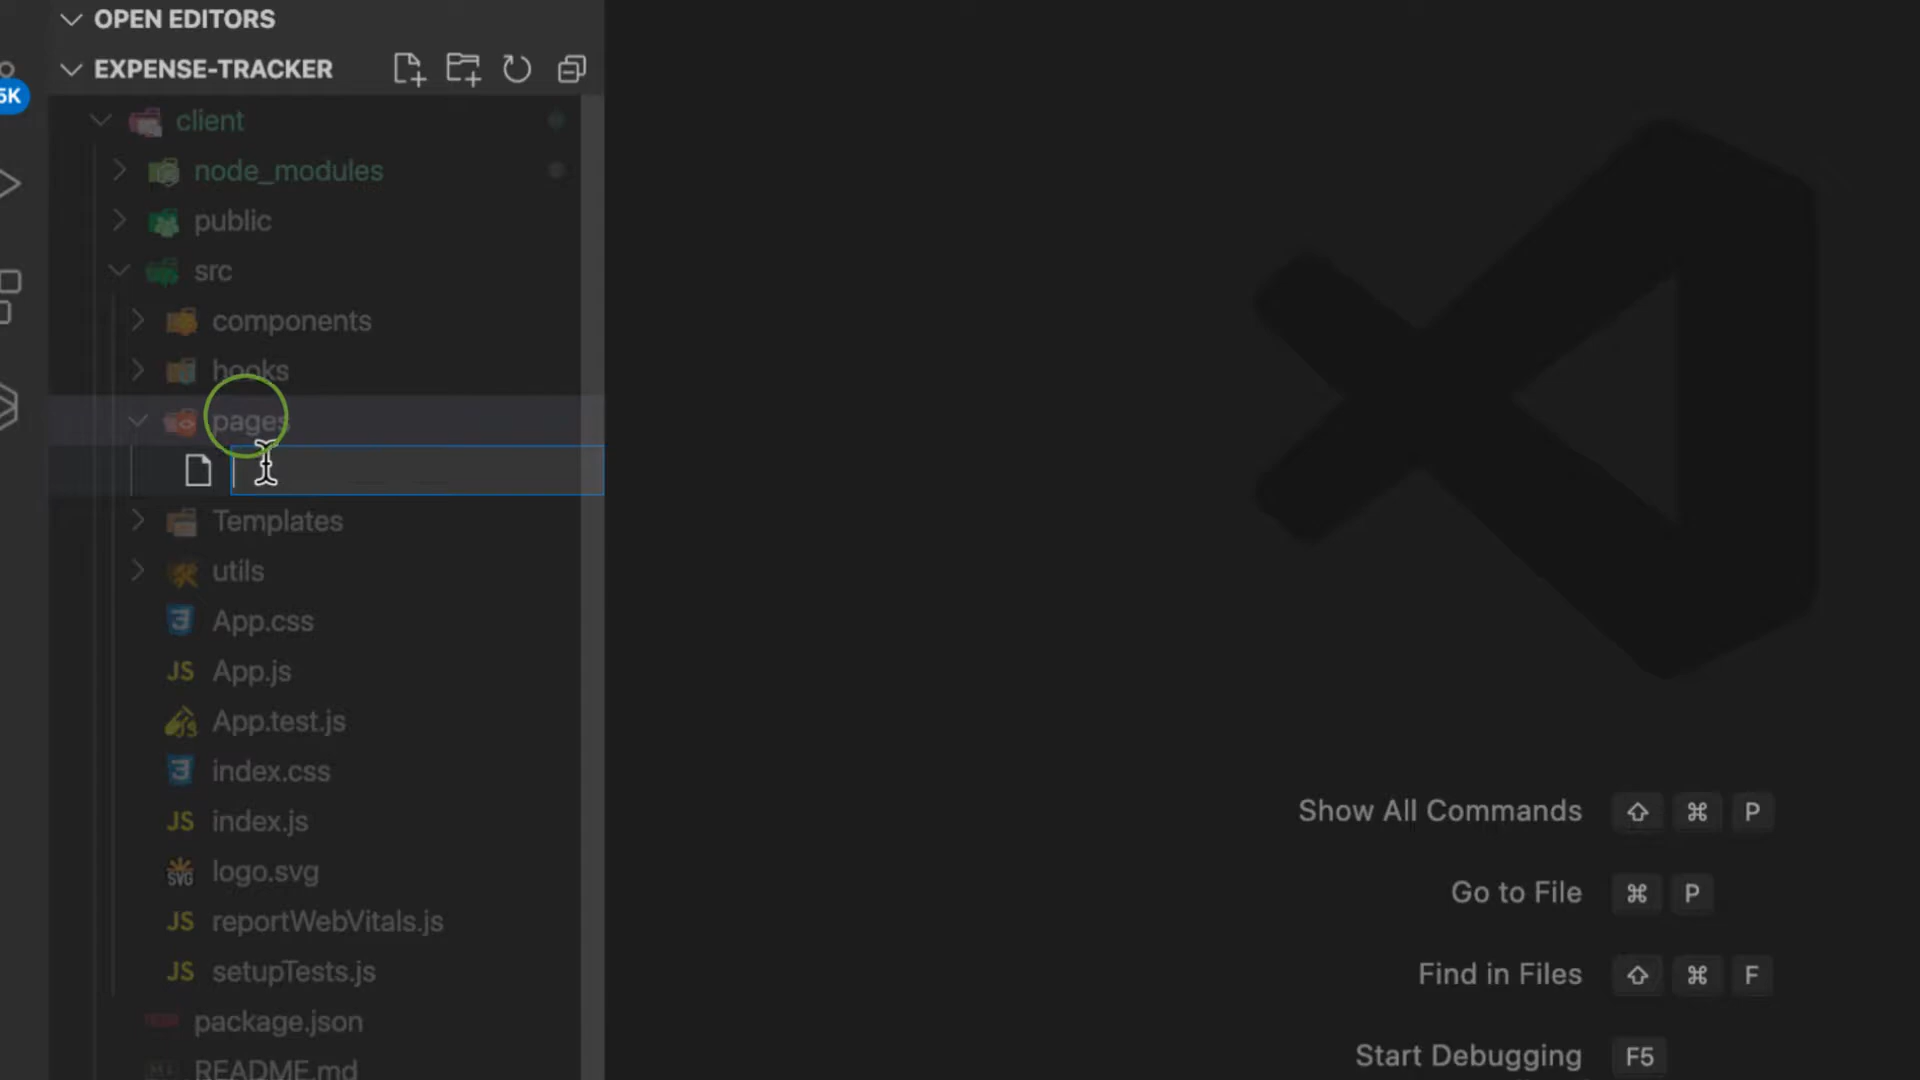 OPEN EDITORS
EXPENSE-TRACKER
5K
client
node_modules
public
src
components
hooks
pages
Templates
utils
App.css
JS App.js
App.test.js
index.css
JS index.js
SVG logo.svg
JS reportWebVitals.js
JS setupTests.js
package.json
README.md
Show All Commands ⇧ ⌘ P
Go to File ⌘ P
Find in Files ⇧ ⌘ F
Start Debugging F5